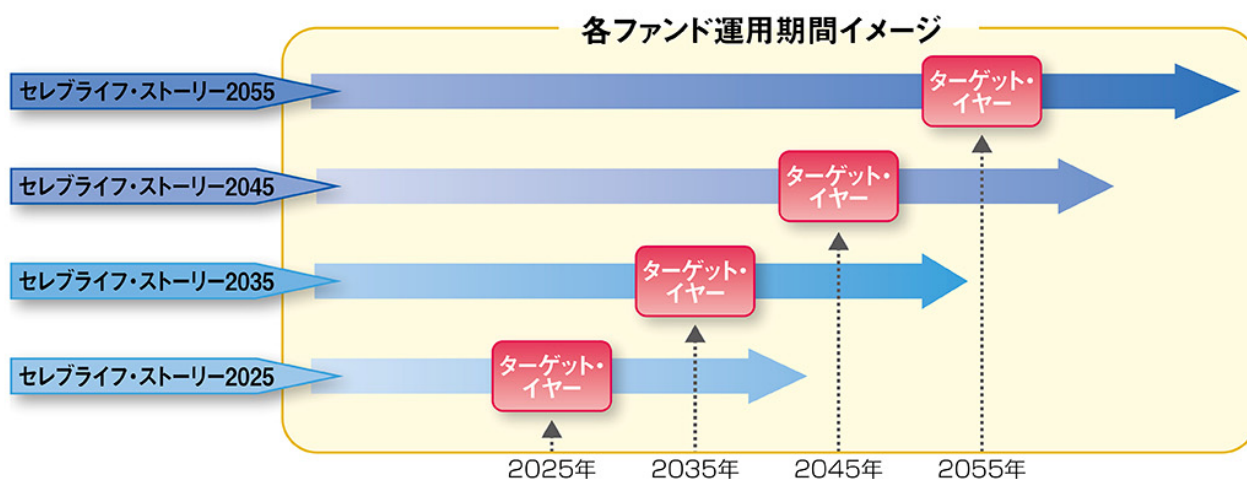 各ファンド運用期間イメージ
セレブライフ・ストーリー2055
ターゲット・
イヤー
セレブライフ・ストーリー2045
ターゲット・
イヤー
セレブライフ・ストーリー2035
ターゲット・
イヤー
セレブライフ・ストーリー2025
ターゲット・
イヤー
2025年 2035年 2045年 2055年